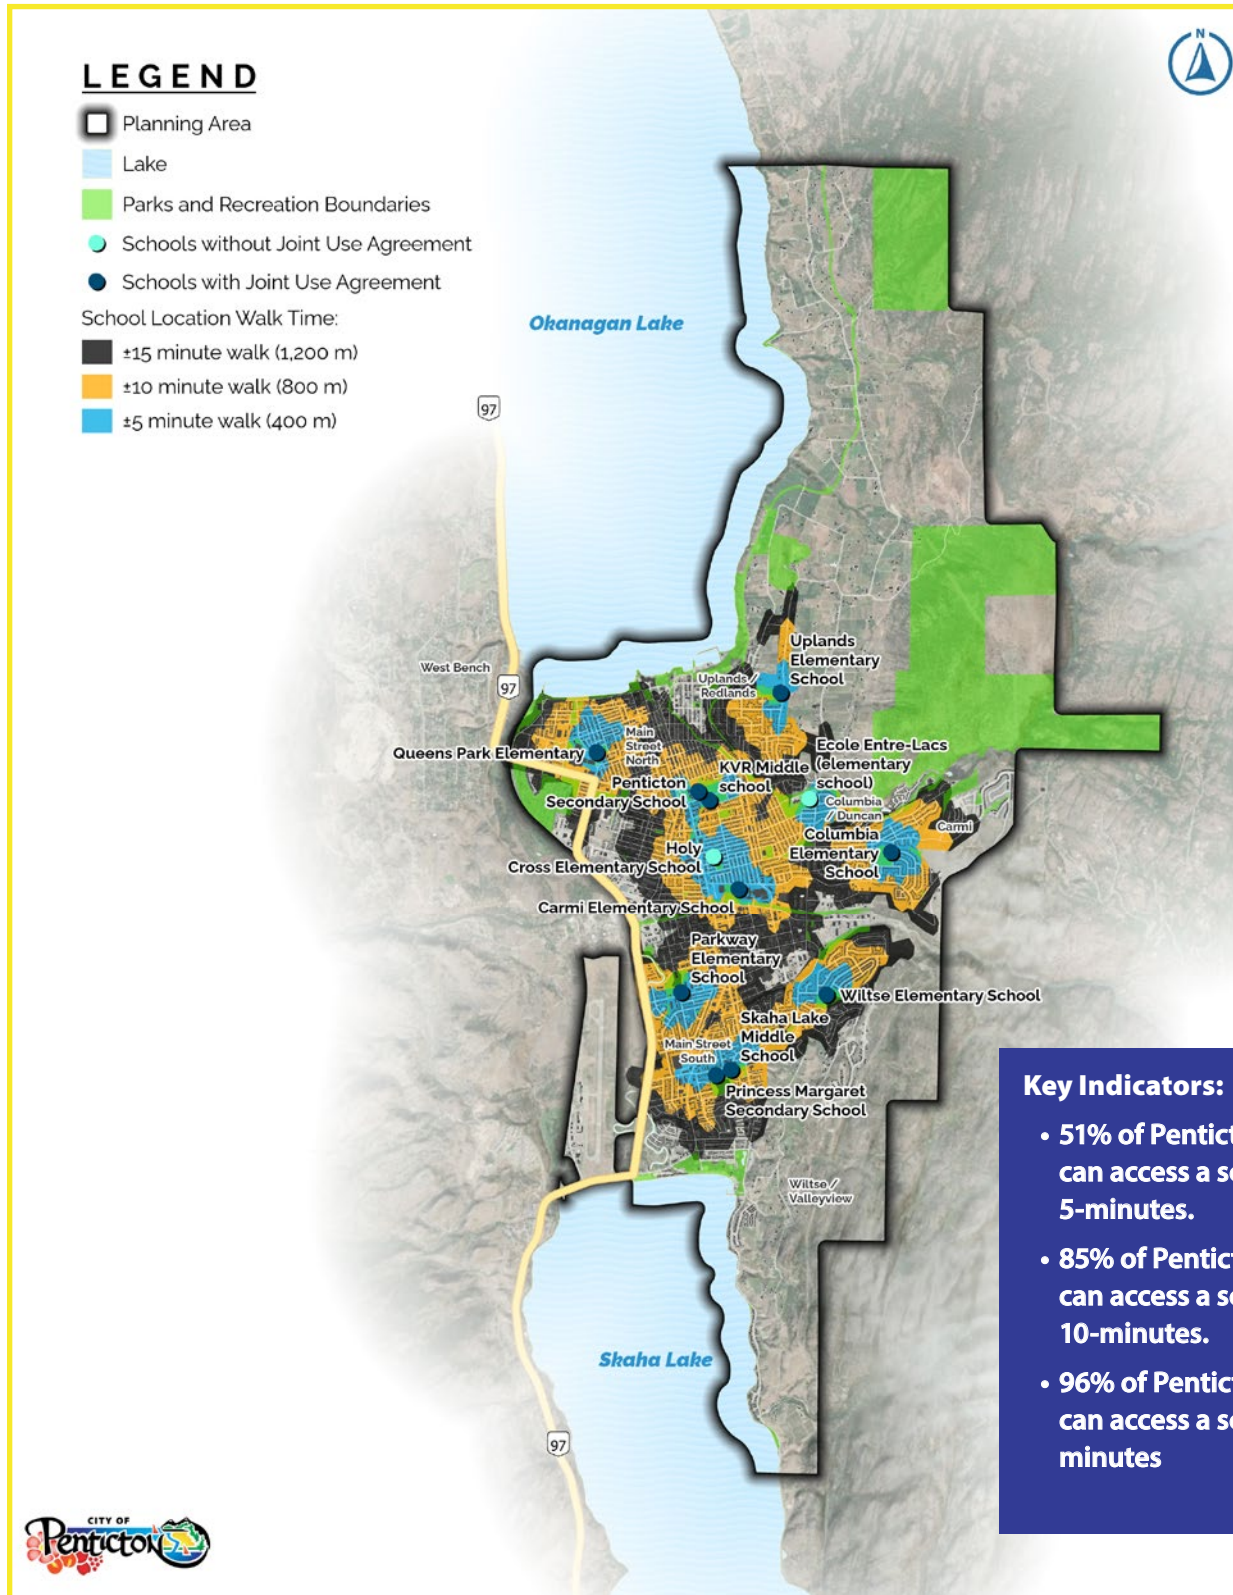 N
LEGEND
Planning Area
Lake
Parks and Recreation Boundaries
Schools without Joint Use Agreement
Schools with Joint Use Agreement
School Location Walk Time:
±15 minute walk (1,200 m)
±10 minute walk (800 m)
±5 minute walk (400 m)
Okanagan Lake
97
West Bench
97
Uplands
Elementary
School
Uplands /
Redlands
Main
Street
North
Queens Park Elementary
Ecole Entre-Lacs
(elementary
school)
KVR Middle
school
Penticton
Secondary School
Columbia
/ Duncan
Carmi
Columbia
Elementary
School
Holy
Cross Elementary School
Carmi Elementary School
Parkway
Elementary
School
Wiltse Elementary School
Skaha Lake
Middle
School
Main Street
South
Princess Margaret
Secondary School
Wiltse /
Valleyview
Skaha Lake
97
Key Indicators:
• 51% of Pentict
can access a s
5-minutes.
• 85% of Pentict
can access a s
10-minutes.
• 96% of Pentict
can access a s
minutes
CITY OF
Penticton